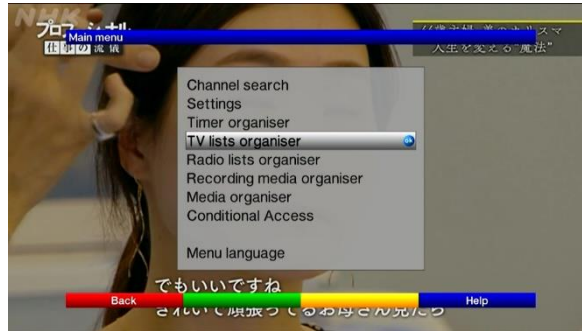 NHK
プロフェッショナル
仕事の流儀
人生を変える“魔法”
Main menu
Channel search
Settings
Timer organiser
TV lists organiser
Radio lists organiser
Recording media organiser
Media organiser
Conditional Access
Menu language
でもいいですね
きれいで頑張ってるお母さん見たら
Back
Help